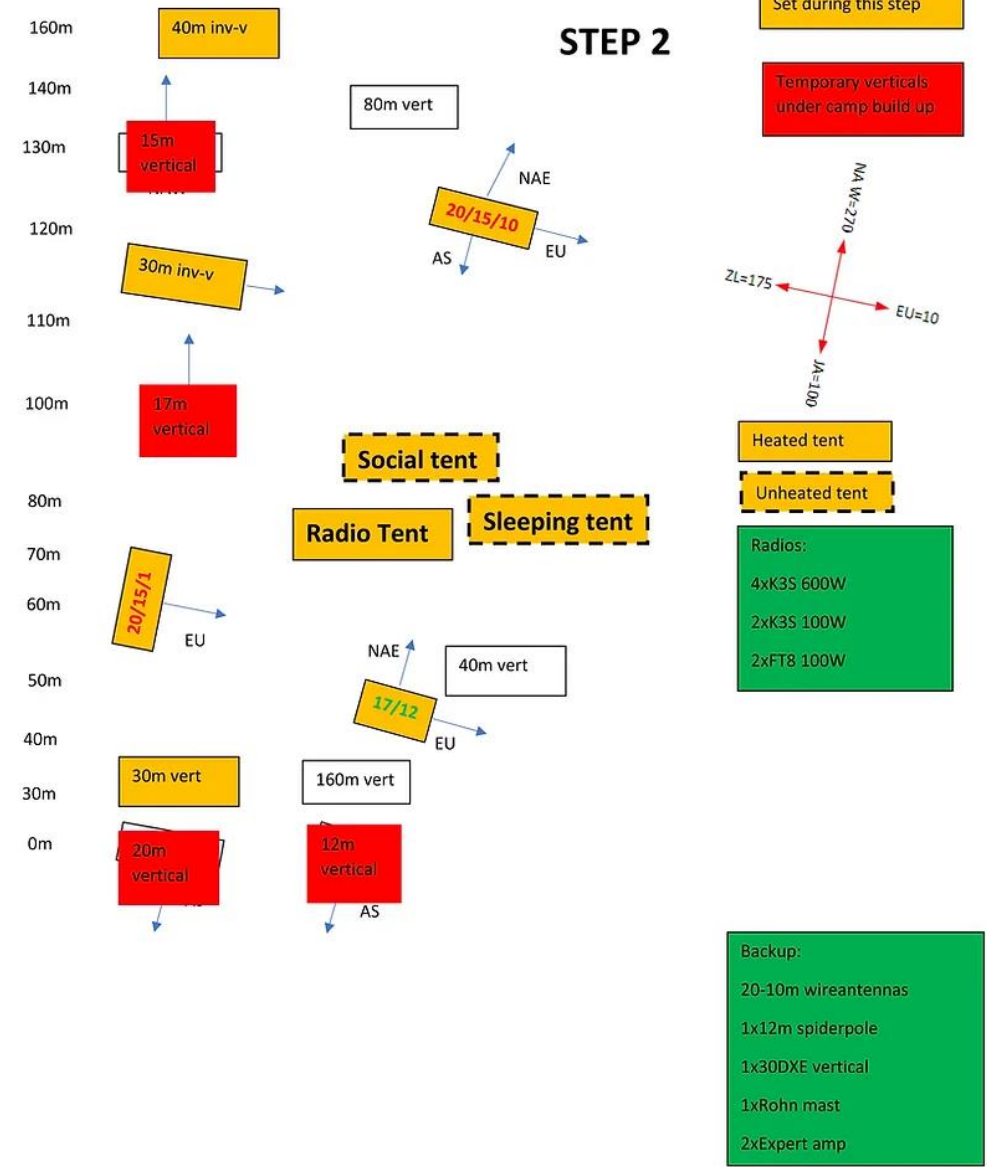 Set during this step
160m
40m inv-v
STEP 2
Temporary verticals
under camp build up
140m
80m vert
130m
15m
vertical
NAE
20/15/10
AS
EU
120m
30m inv-v
NA W=270
ZL=175
EU=10
JA=100
110m
100m
17m
vertical
Heated tent
Social tent
Unheated tent
80m
Radio Tent
Sleeping tent
Radios:
4xK3S 600W
2xK3S 100W
2xFT8 100W
70m
60m
20/15/1
EU
NAE
40m vert
50m
17/12
EU
40m
30m vert
160m vert
30m
0m
20m
vertical
12m
vertical
AS
Backup:
20-10m wireantennas
1x12m spiderpole
1x30DXE vertical
1xRohn mast
2xExpert amp